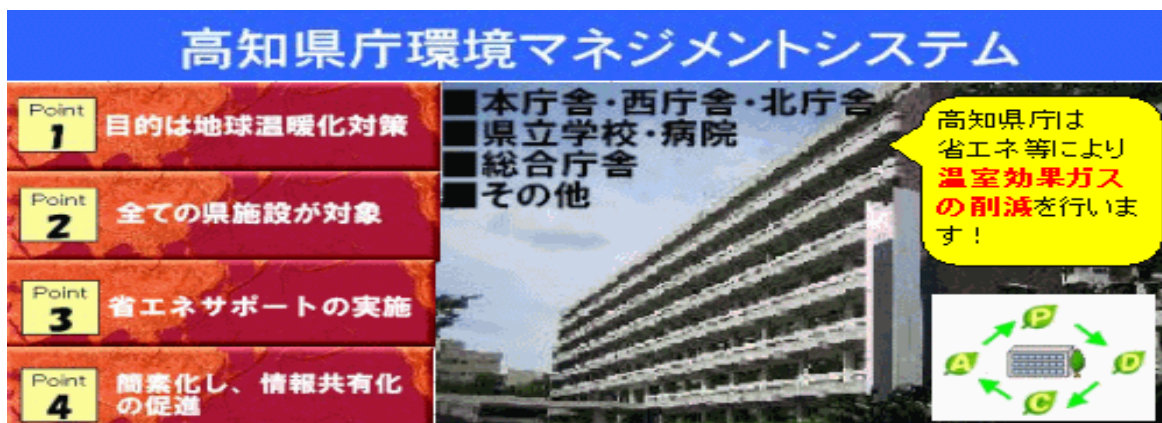 高知県庁環境マネジメントシステム
Point
1
目的は地球温暖化対策
Point
2
全ての県施設が対象
Point
3
省エネサポートの実施
Point
4
簡素化し、情報共有化
の促進
■本庁舎・西庁舎・北庁舎
■県立学校・病院
■総合庁舎
■その他
高知県庁は
省エネ等により
温室効果ガス
の削減を行いま
す！
P
D
C
A